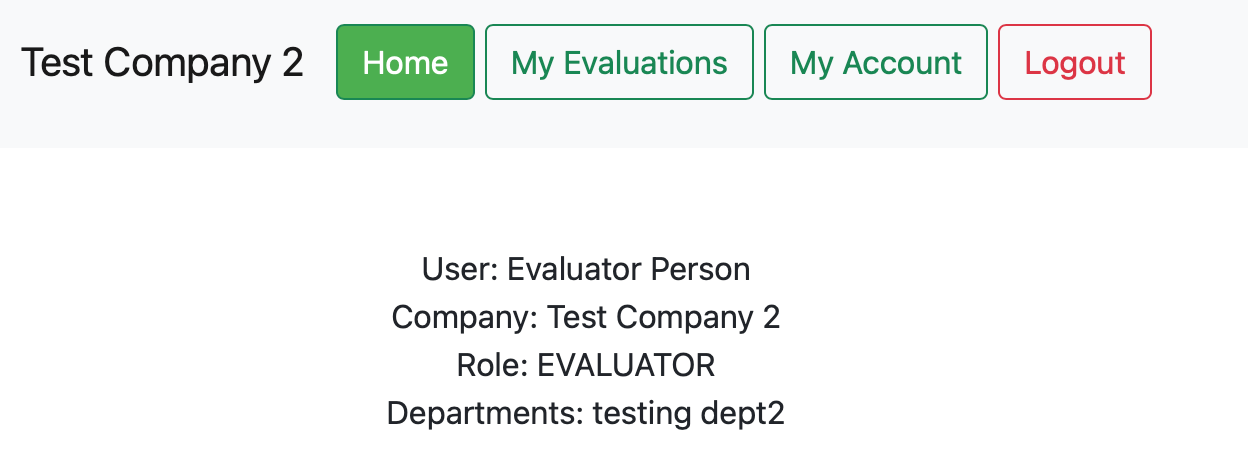 Test Company 2 Home My Evaluations My Account Logout
User: Evaluator Person
Company: Test Company 2
Role: EVALUATOR
Departments: testing dept2